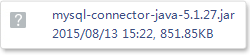 mysql-connector-java-5.1.27.jar
2015/08/13 15:22, 851.85KB